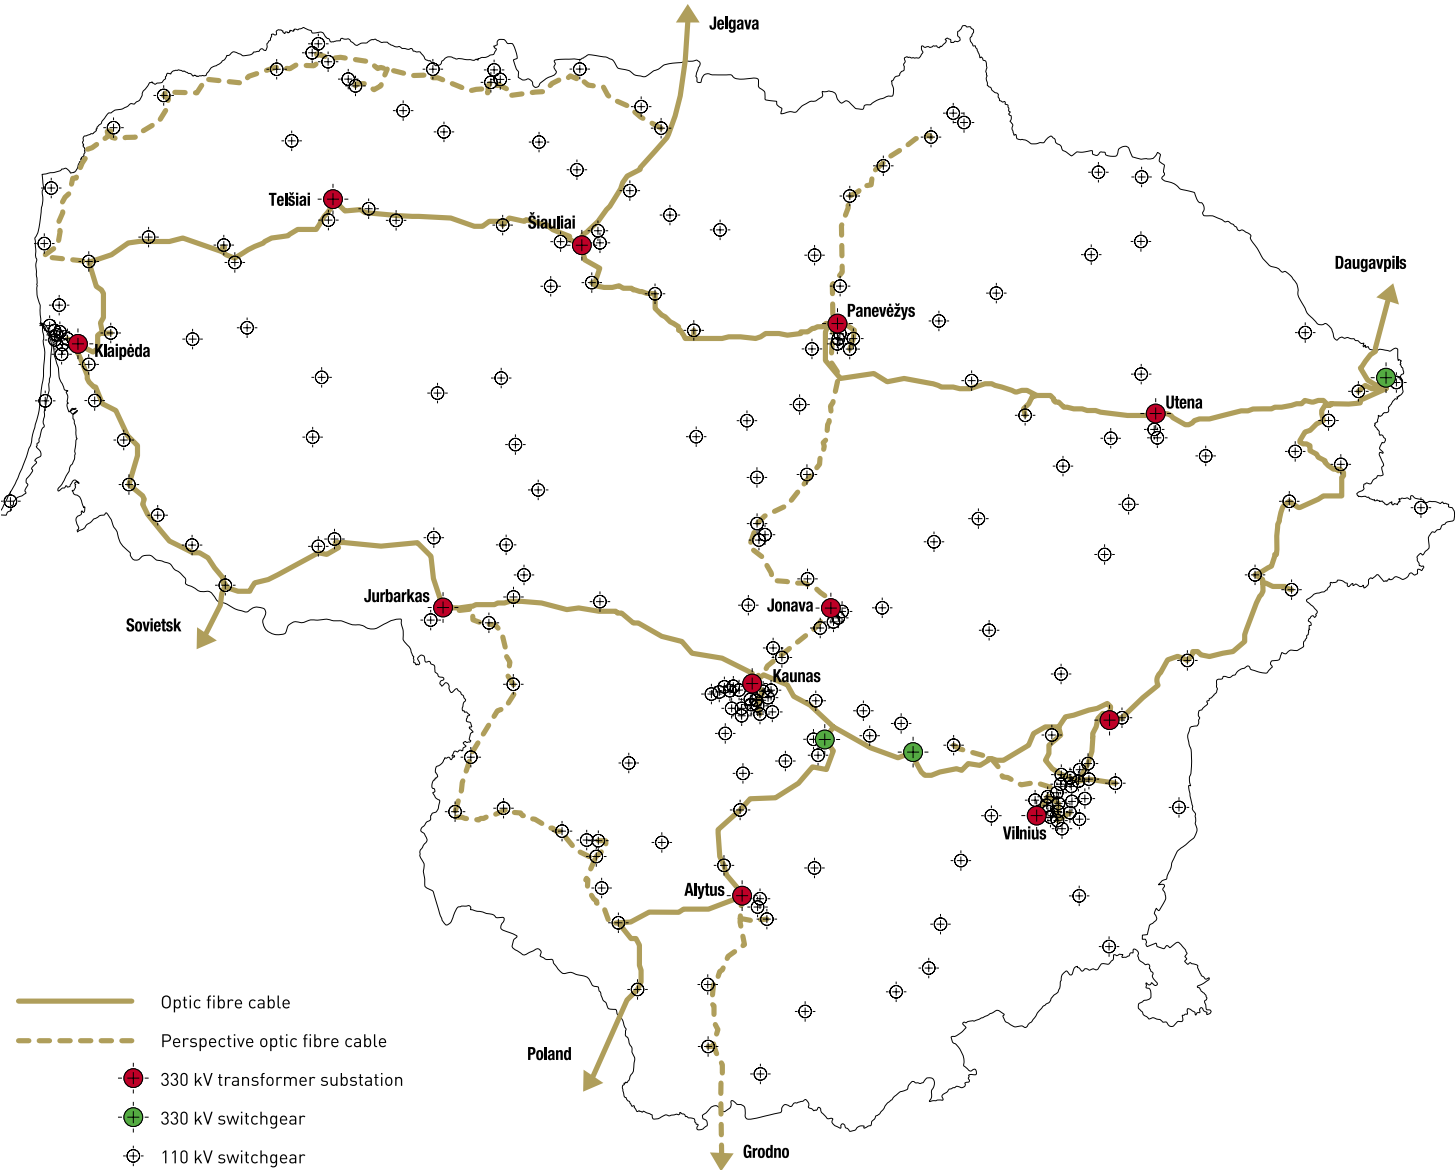 Jelgava
Telšiai
Šiauliai
Daugavpils
Panevėžys
Klaipėda
Utena
Jurbarkas
Jonava
Sovietsk
Kaunas
Vilnius
Alytus
Optic fibre cable
Perspective optic fibre cable
Poland
330 kV transformer substation
330 kV switchgear
Grodno
110 kV switchgear